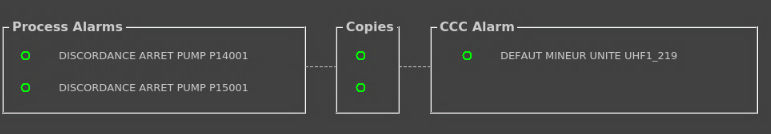 Process Alarms
DISCORDANCE ARRET PUMP P14001
DISCORDANCE ARRET PUMP P15001
Copies
CCC Alarm
DEFAUT MINEUR UNITE UHF1_219